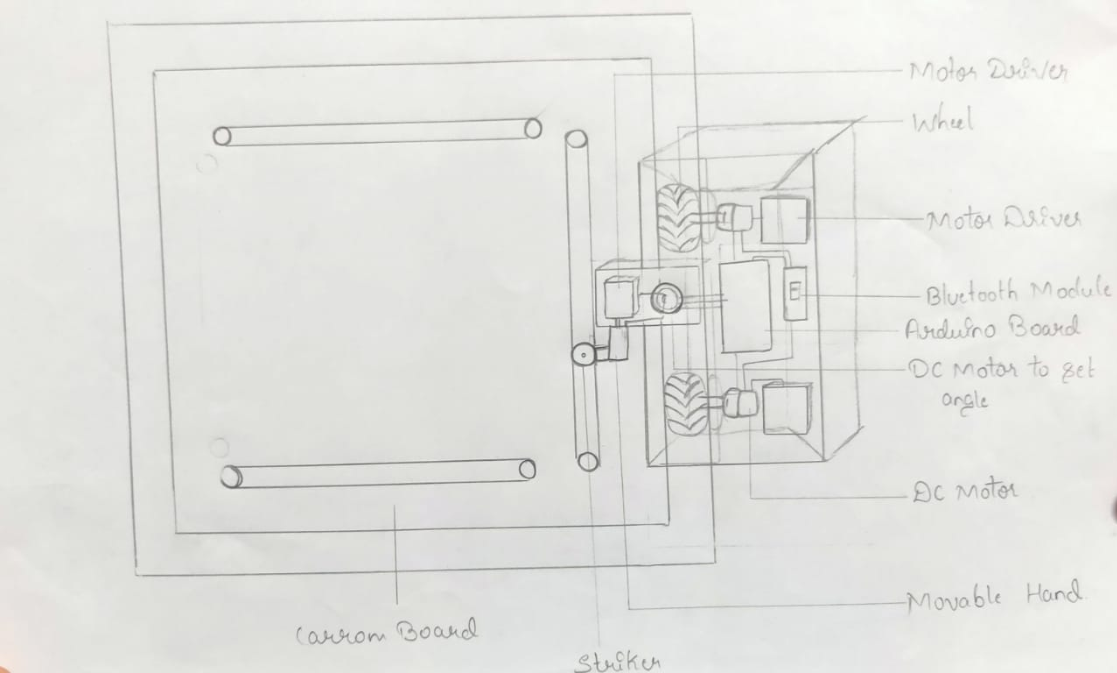 Motor Driver
Wheel
Motor Driver
Bluetooth Module
Arduino Board
DC Motor to set
angle
DC Motor
Movable Hand
Carrom Board
Striker